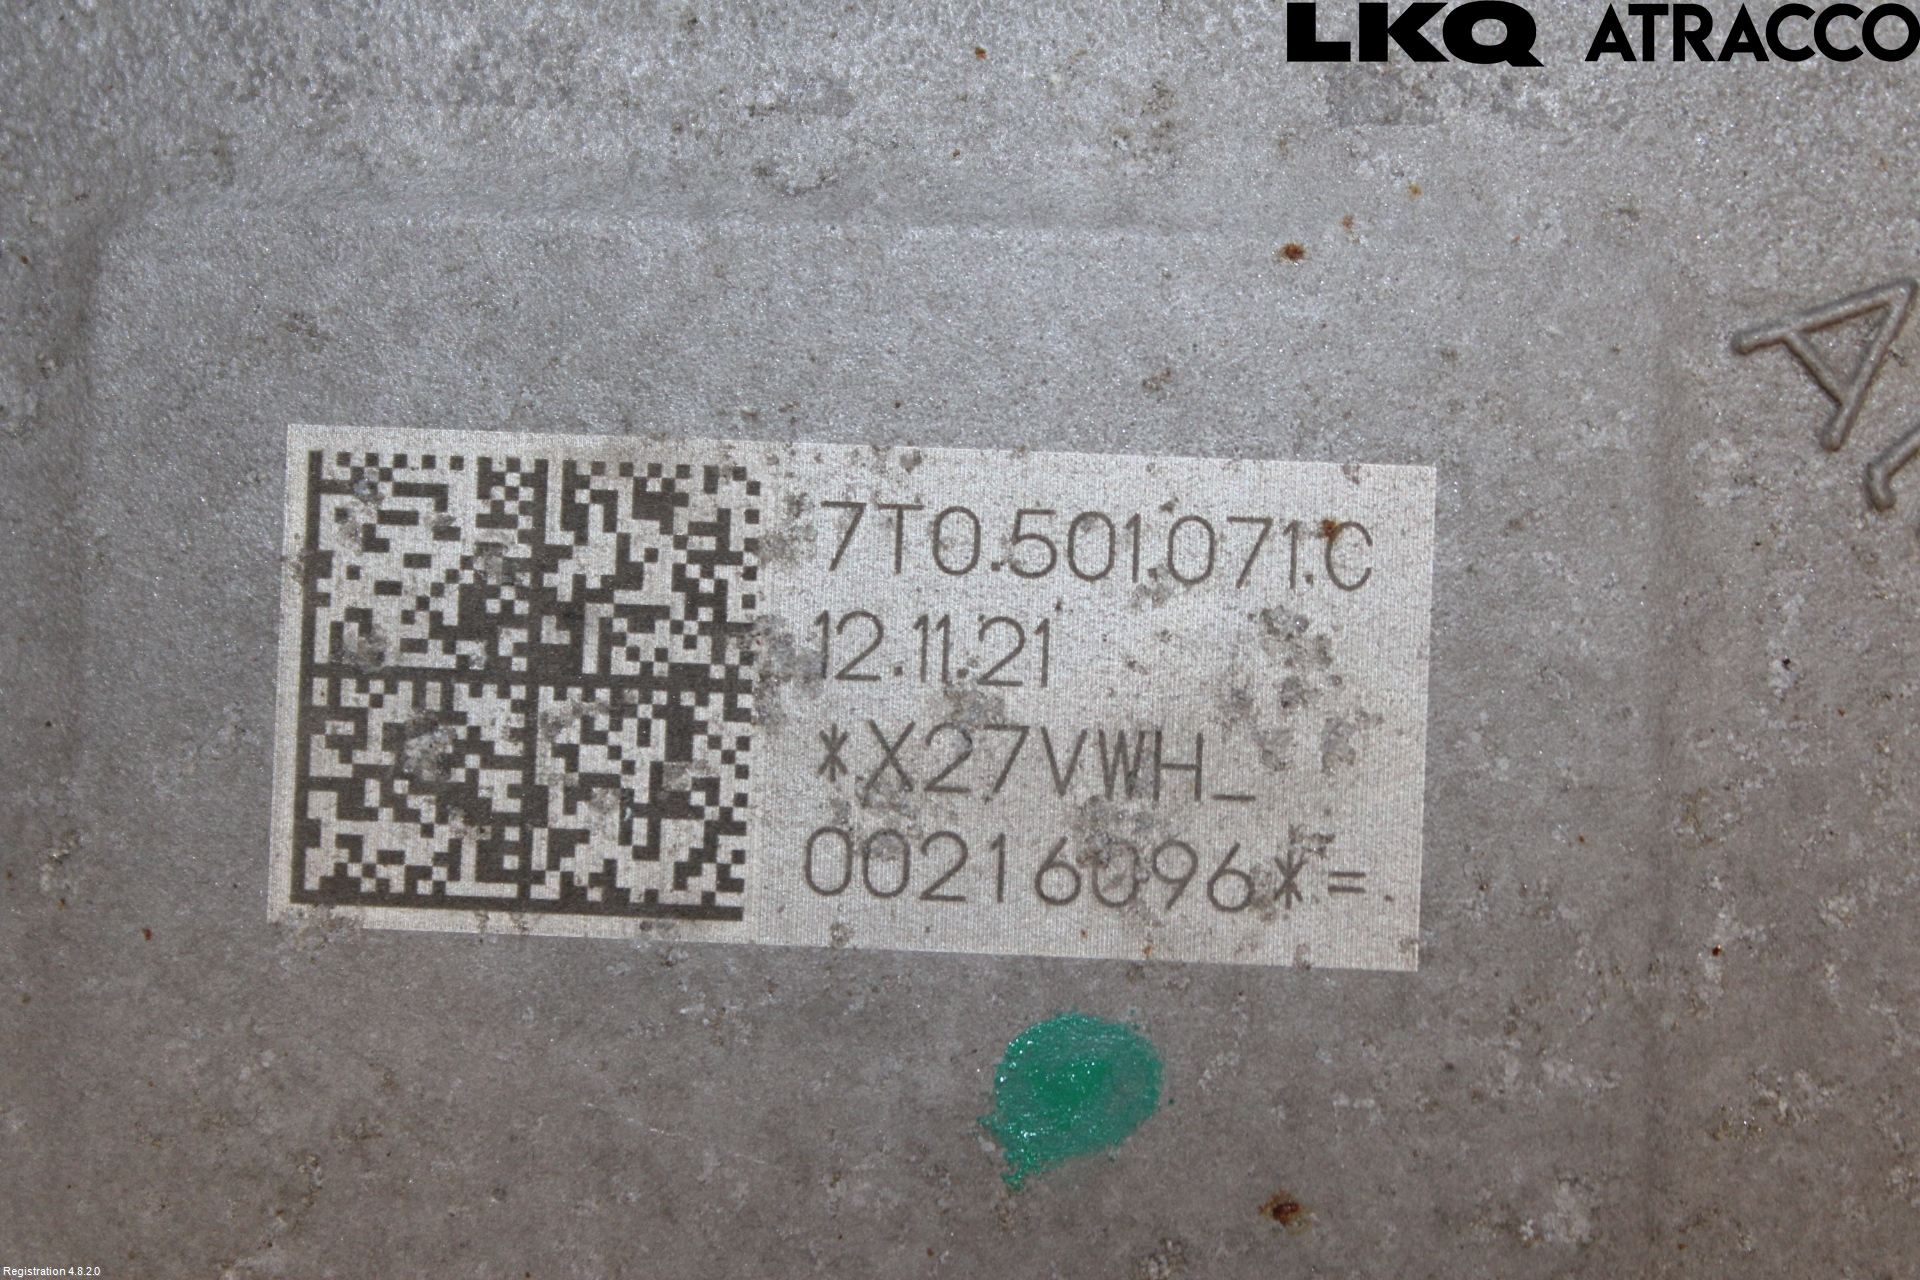 LKQ ATRACCO
7T0.501.071.C
12.11.21
*X27VWH_
00216096*=
Registration 4.8.2.0